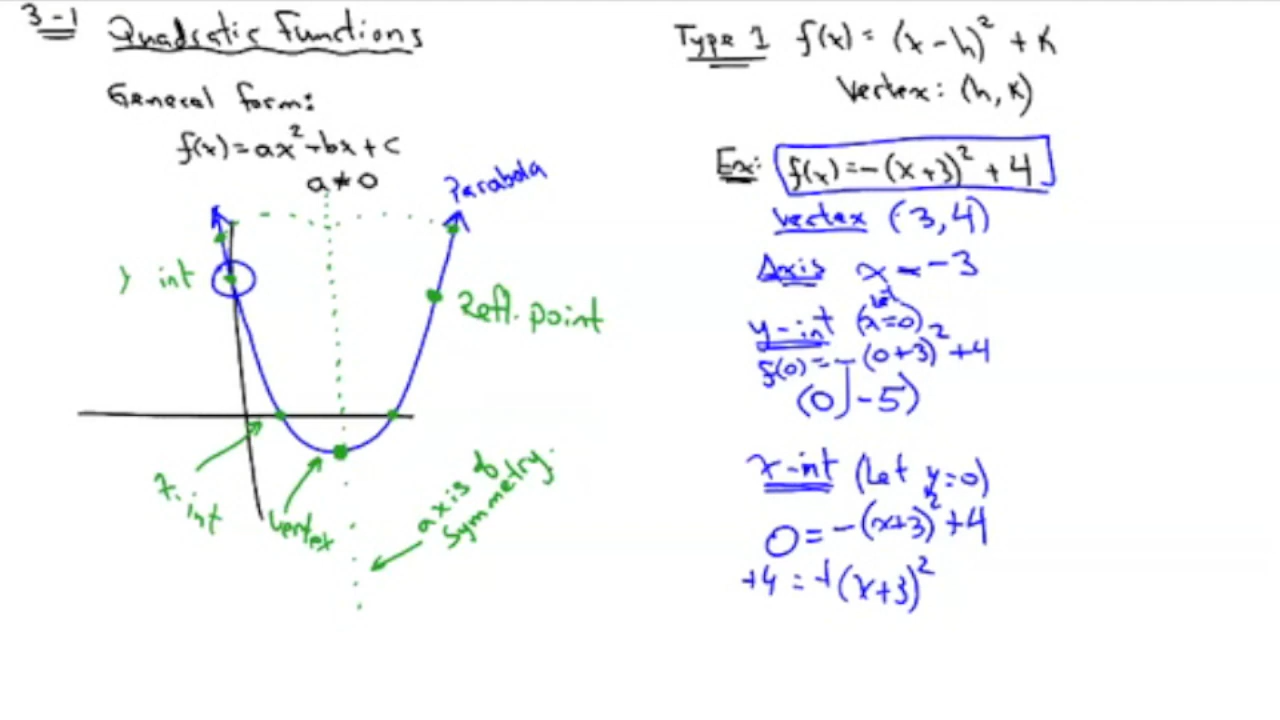 3-1 Quadratic Functions
General form:
f(x) = ax² + bx + c
a ≠ 0
Parabola
y int
Refl. point
x. int
vertex
axis of symmetry.
Type 1 f(x) = (x - h)² + k
Vertex: (h, k)
Ex: f(x) = -(x + 3)² + 4
Vertex (-3, 4)
Axis x = -3
y-int (let x=0)
f(0) = -(0+3)² + 4
(0, -5)
x-int (Let y=0)
0 = -(x+3)² + 4
+4 = +(x+3)²